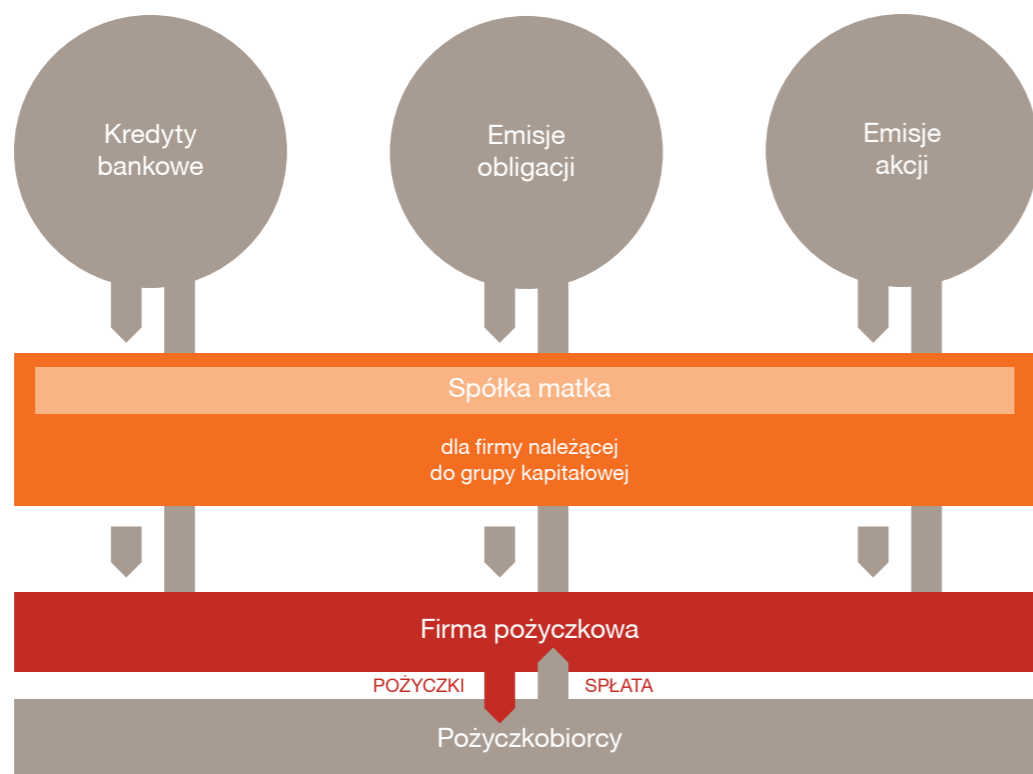 Kredyty
bankowe
Emisje
obligacji
Emisje
akcji
Spółka matka
dla firmy należącej
do grupy kapitałowej
Firma pożyczkowa
POŻYCZKI
SPŁATA
Pożyczkobiorcy